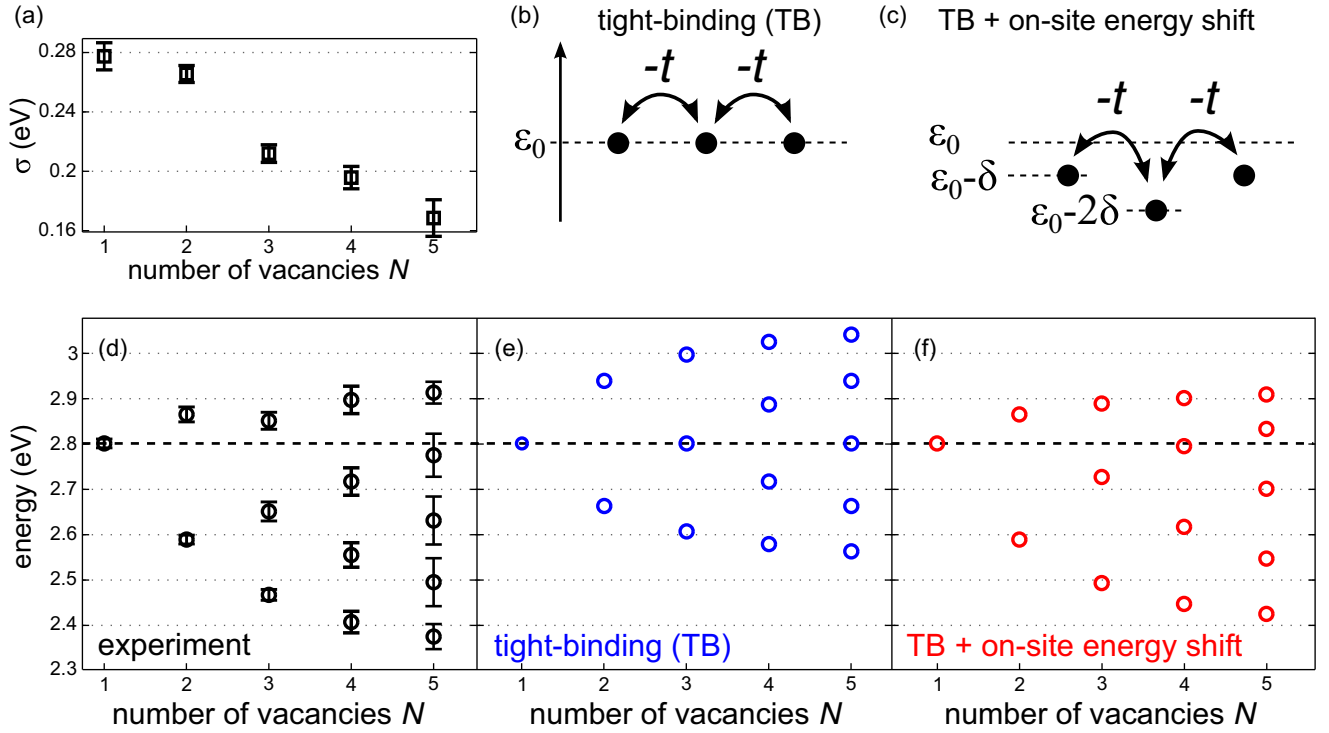 (a)
0.28
0.24
0.2
0.16
σ (eV)
1 2 3 4 5
number of vacancies N
(b) tight-binding (TB)
-t -t
ε0
(c) TB + on-site energy shift
-t -t
ε0
ε0-δ
ε0-2δ
(d)
3
2.9
2.8
2.7
2.6
2.5
2.4
2.3
energy (eV)
experiment
1 2 3 4 5
number of vacancies N
(e)
tight-binding (TB)
1 2 3 4 5
number of vacancies N
(f)
TB + on-site energy shift
1 2 3 4 5
number of vacancies N